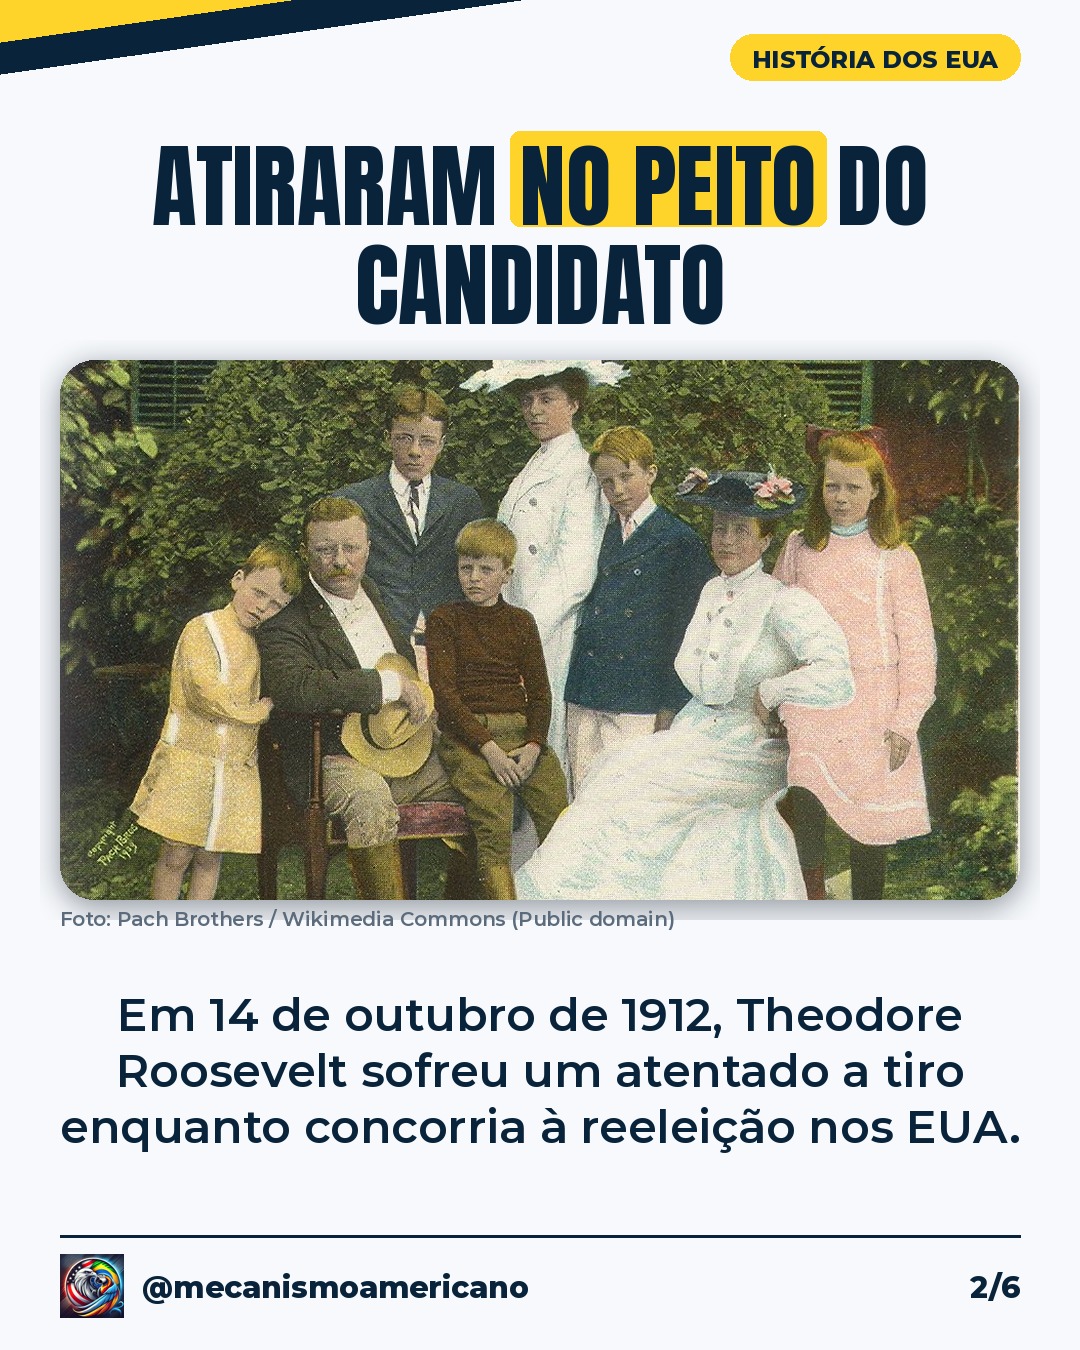 HISTÓRIA DOS EUA
ATIRARAM NO PEITO DO
CANDIDATO
Foto: Pach Brothers / Wikimedia Commons (Public domain)
Em 14 de outubro de 1912, Theodore
Roosevelt sofreu um atentado a tiro
enquanto concorria à reeleição nos EUA.
@mecanismoamericano
2/6